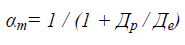 αт= 1 / (1 + Др / Де)